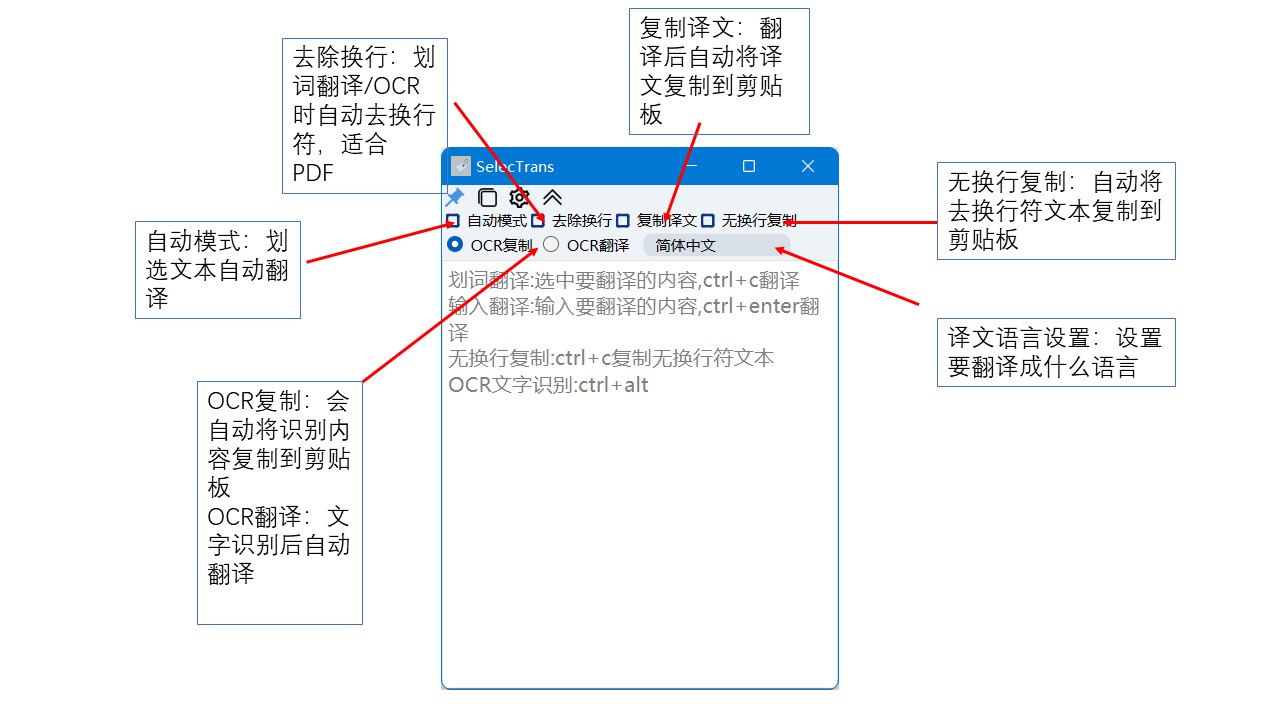 去除换行：划
词翻译/OCR
时自动去换行
符，适合
PDF
复制译文：翻
译后自动将译
文复制到剪贴
板
SelecTrans
无换行复制：自动将
去换行符文本复制到
剪贴板
自动模式：划
选文本自动翻
译
自动模式 去除换行 复制译文 无换行复制
OCR复制 OCR翻译 简体中文
划词翻译:选中要翻译的内容,ctrl+c翻译
输入翻译:输入要翻译的内容,ctrl+enter翻
译
无换行复制:ctrl+c复制无换行符文本
OCR文字识别:ctrl+alt
译文语言设置：设置
要翻译成什么语言
OCR复制：会
自动将识别内
容复制到剪贴
板
OCR翻译：文
字识别后自动
翻译